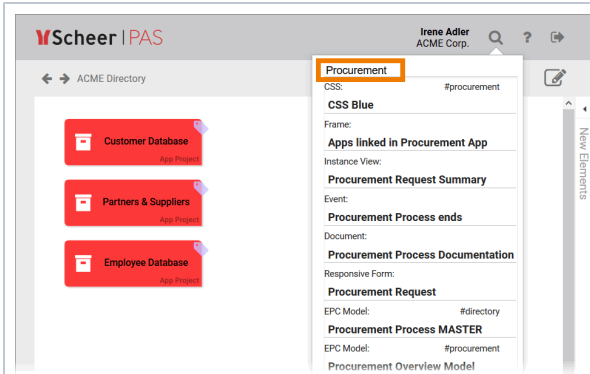 Scheer PAS
Irene Adler
ACME Corp.
?
ACME Directory
Procurement
CSS: #procurement
CSS Blue
Frame:
Apps linked in Procurement App
Instance View:
Procurement Request Summary
Event:
Procurement Process ends
Document:
Procurement Process Documentation
Responsive Form:
Procurement Request
EPC Model: #directory
Procurement Process MASTER
EPC Model: #procurement
Procurement Overview Model
Customer Database
App Project
Partners & Suppliers
App Project
Employee Database
App Project
New Elements